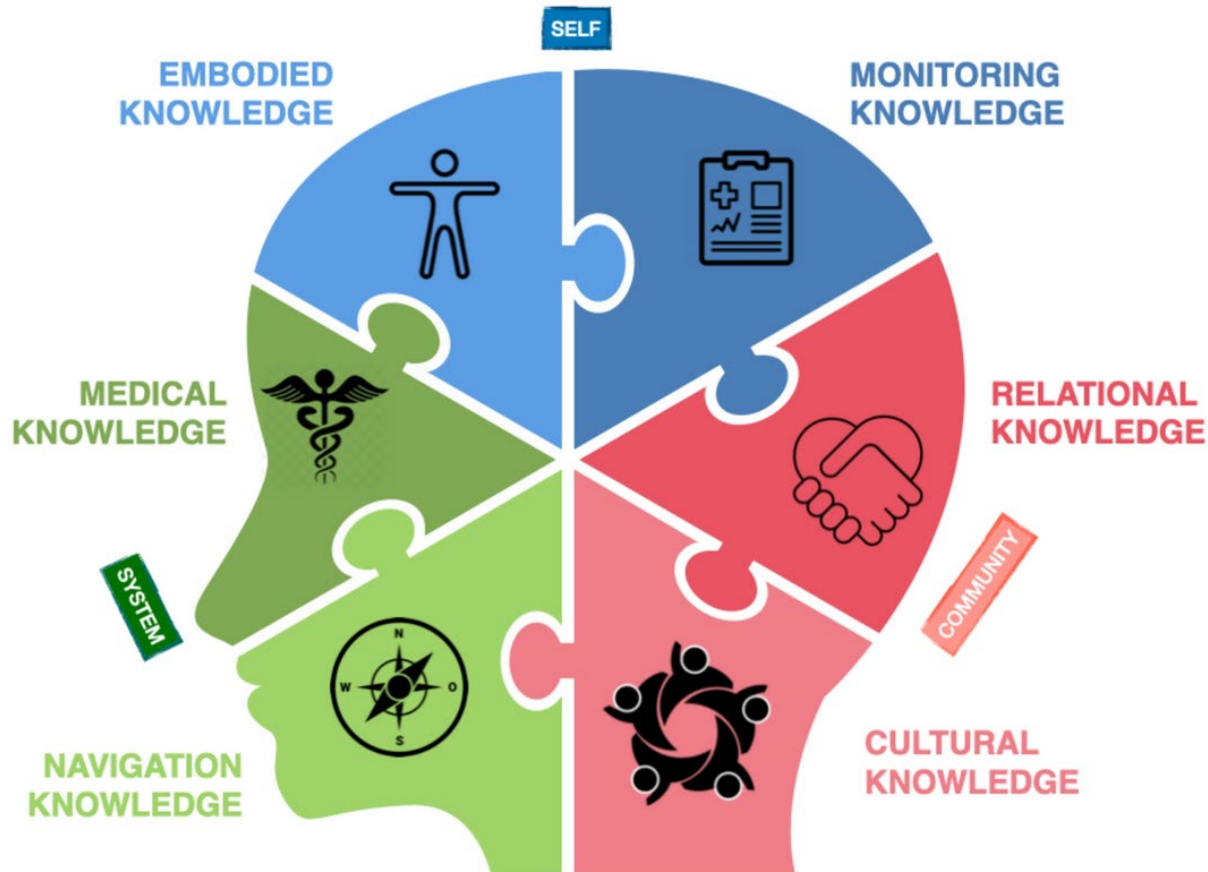 SELF
EMBODIED
KNOWLEDGE
MONITORING
KNOWLEDGE
MEDICAL
KNOWLEDGE
RELATIONAL
KNOWLEDGE
SYSTEM
COMMUNITY
N
W
O
S
NAVIGATION
KNOWLEDGE
CULTURAL
KNOWLEDGE